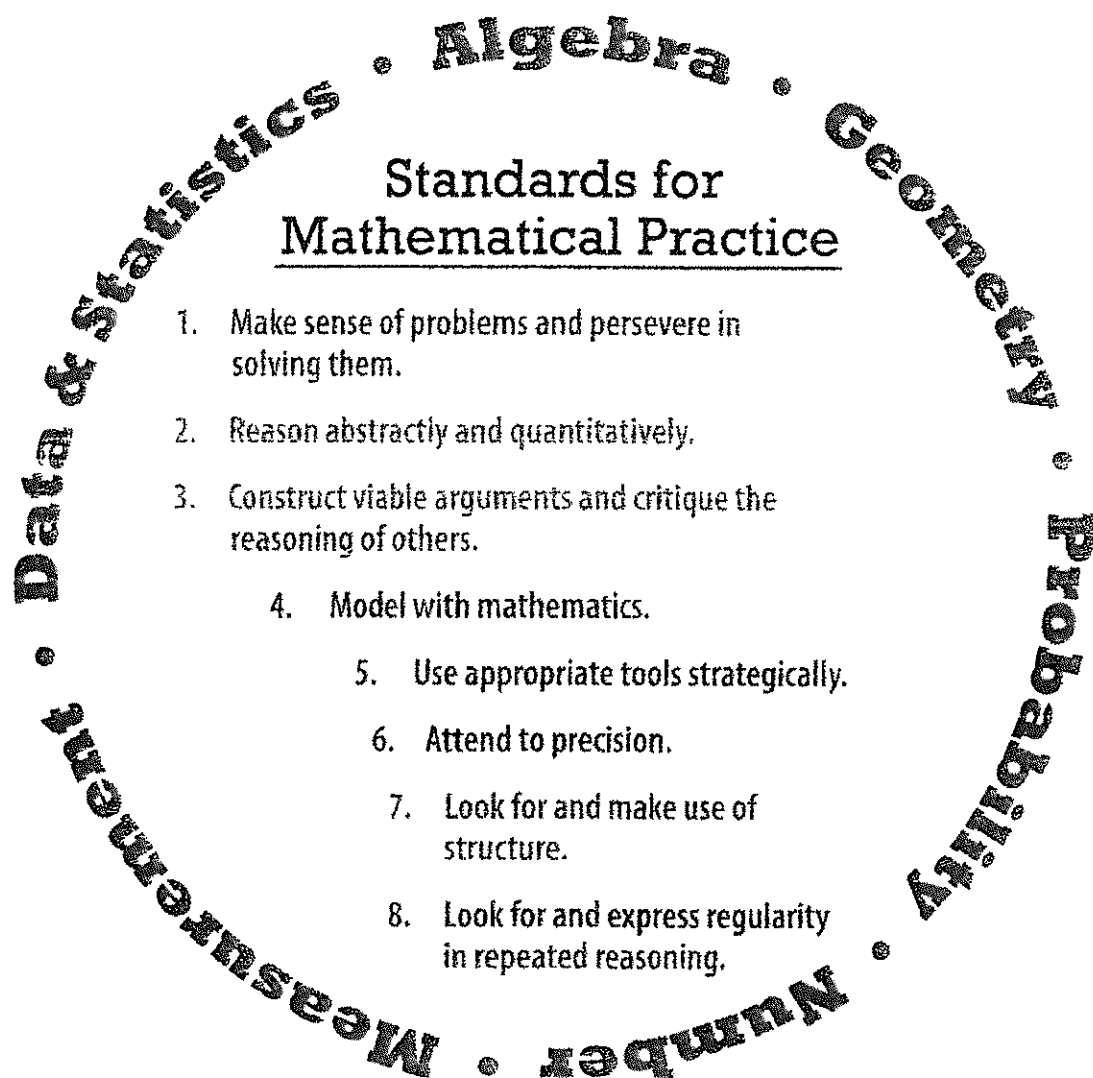 • Algebra • Geometry • Probability • Number • Measurement • Data & Statistics
Standards for
Mathematical Practice
1. Make sense of problems and persevere in
solving them.
2. Reason abstractly and quantitatively.
3. Construct viable arguments and critique the
reasoning of others.
4. Model with mathematics.
5. Use appropriate tools strategically.
6. Attend to precision.
7. Look for and make use of
structure.
8. Look for and express regularity
in repeated reasoning.